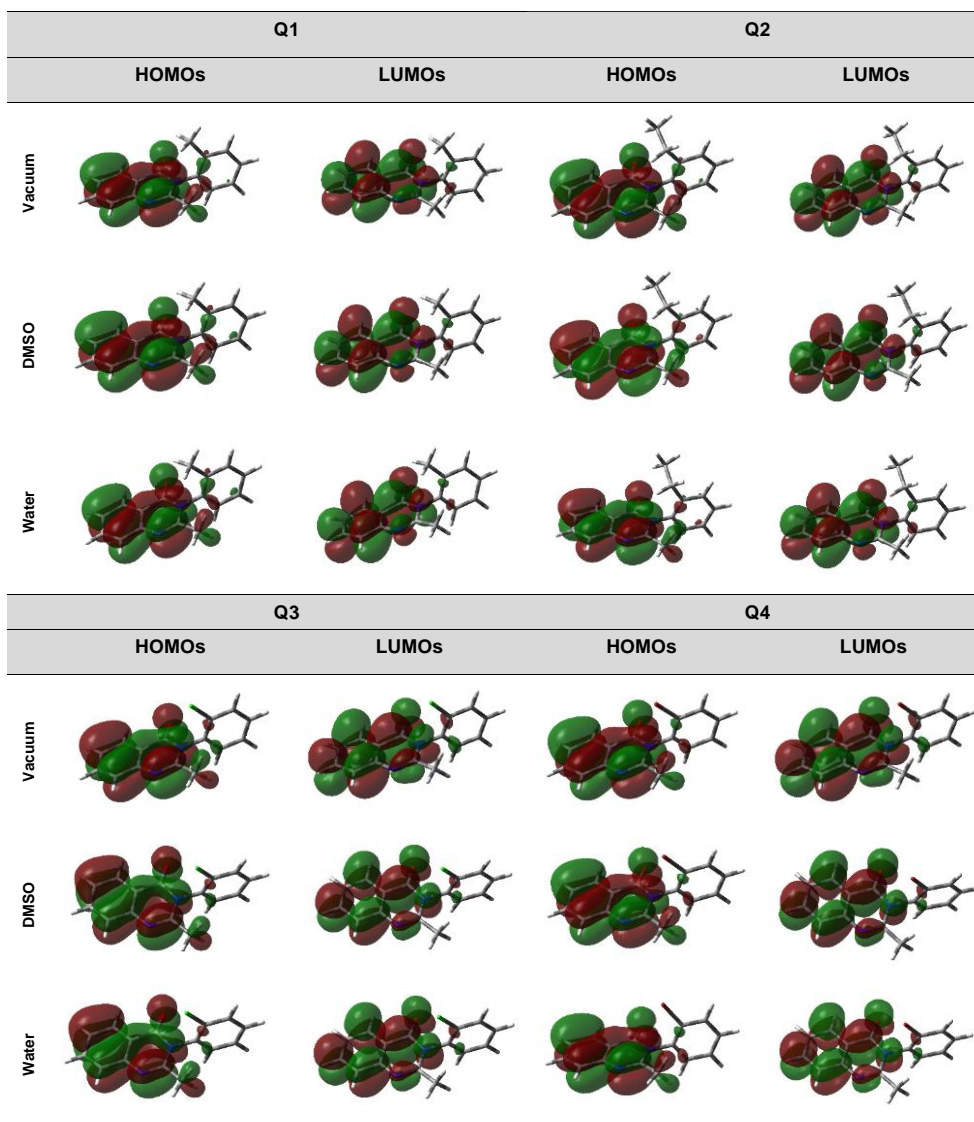 Q1 Q2
HOMOs LUMOs HOMOs LUMOs
Vacuum
DMSO
Water
Q3 Q4
HOMOs LUMOs HOMOs LUMOs
Vacuum
DMSO
Water